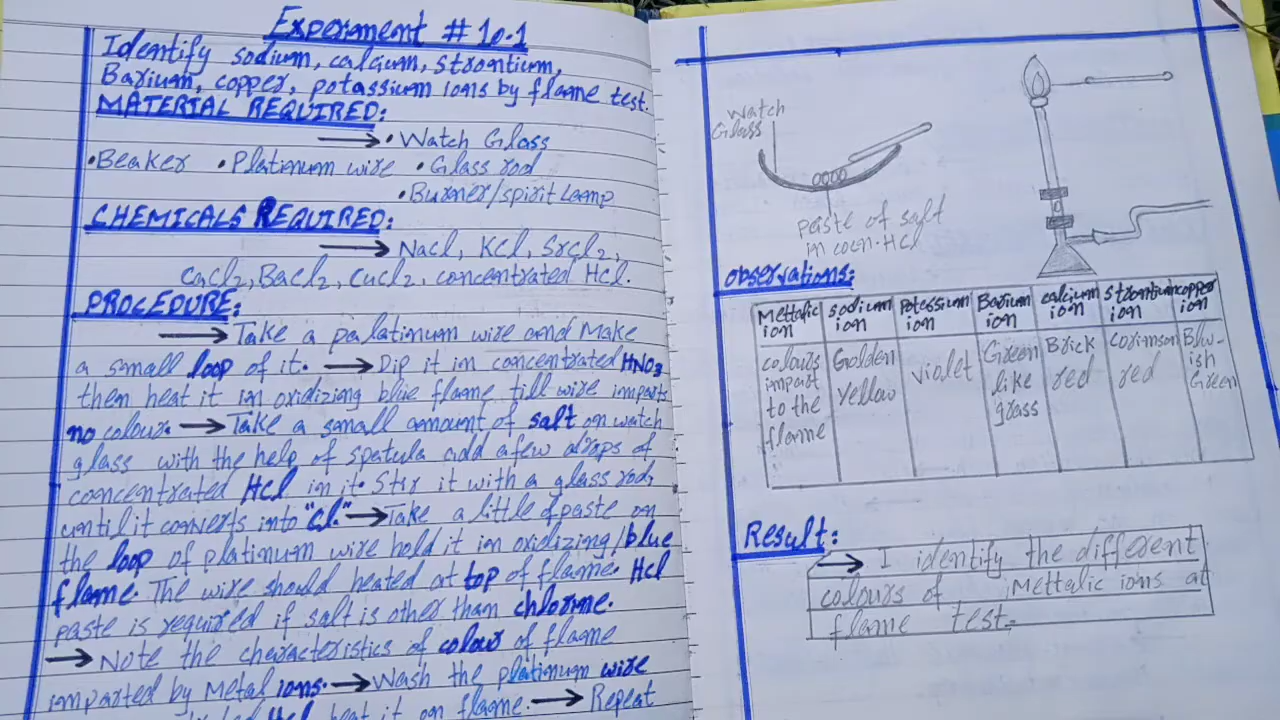 Experment # 10.1
Identify sodium, calcium, strontium,
Barium, copper, potassium ions by flame test.
MATERIAL REQUIRED:
→ • Watch Glass
• Beaker • Platinum wire • Glass rod
• Burner/spirit Lamp
CHEMICALS REQUIRED:
→ Nacl, KCl, SrCl2,
CaCl2, BaCl2, CuCl2, concentrated Hcl.
PROCEDURE:
→ Take a palatinum wire and Make
a small loop of it. → Dip it in concentrated HNO3
then heat it in oxidizing blue flame till wire imparts
no colour. → Take a small amount of salt on watch
glass with the help of spatula add a few drops of
concentrated Hcl in it. Stir it with a glass rod,
until it converts into "Cl." → Take a little of paste on
the loop of platinum wire hold it in oxidizing/blue
flame. The wire should heated at top of flame. Hcl
paste is required if salt is other than chlorine.
→ Note the characteristics of colour of flame
imparted by Metal ions. → Wash the platinum wire
Hcl heat it on flame. → Repeat
Watch
Glass
paste of salt
in coen. HCl
observations:
Mettalic ion
sodium ion
Potessium ion
Barium ion
calcium ion
Strontium ion
copper ion
colours impart to the flame
Golden Yellow
violet
Green like grass
Brick red
corimson red
Blu-ish Green
Result:
→ I identify the different
colours of Mettalic ions at
flame test.